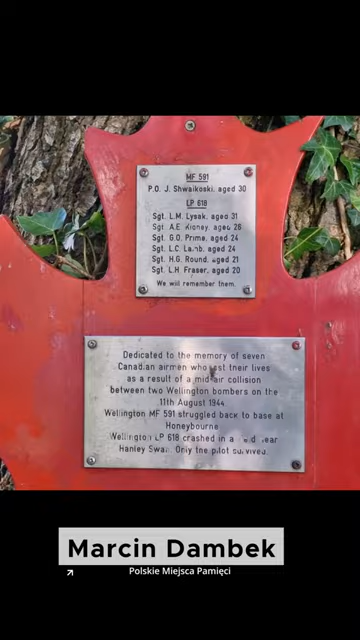 MF 591
P.O. J. Shwaikoski, aged 30
LP 618
Sgt. L.M. Lysak, aged 31
Sgt. A.E. aged 26
Sgt. G.O. Prime, aged 24
Sgt. L.C. Lamb, aged 24
Sgt. H.G. Round, aged 21
Sgt. L.H. Fraser, aged 20
We will remember them.
Dedicated to the memory of seven
Canadian airmen who lost their lives
as a result of a mid-air collision
between two Wellington bombers on the
11th August 1944
Wellington MF 591 struggled back to base at
Honeybourne
Wellington LP 618 crashed in a near
Hanley Swan. Only the pilot survived.
Marcin Dambek
Polskie Miejsca Pamięci